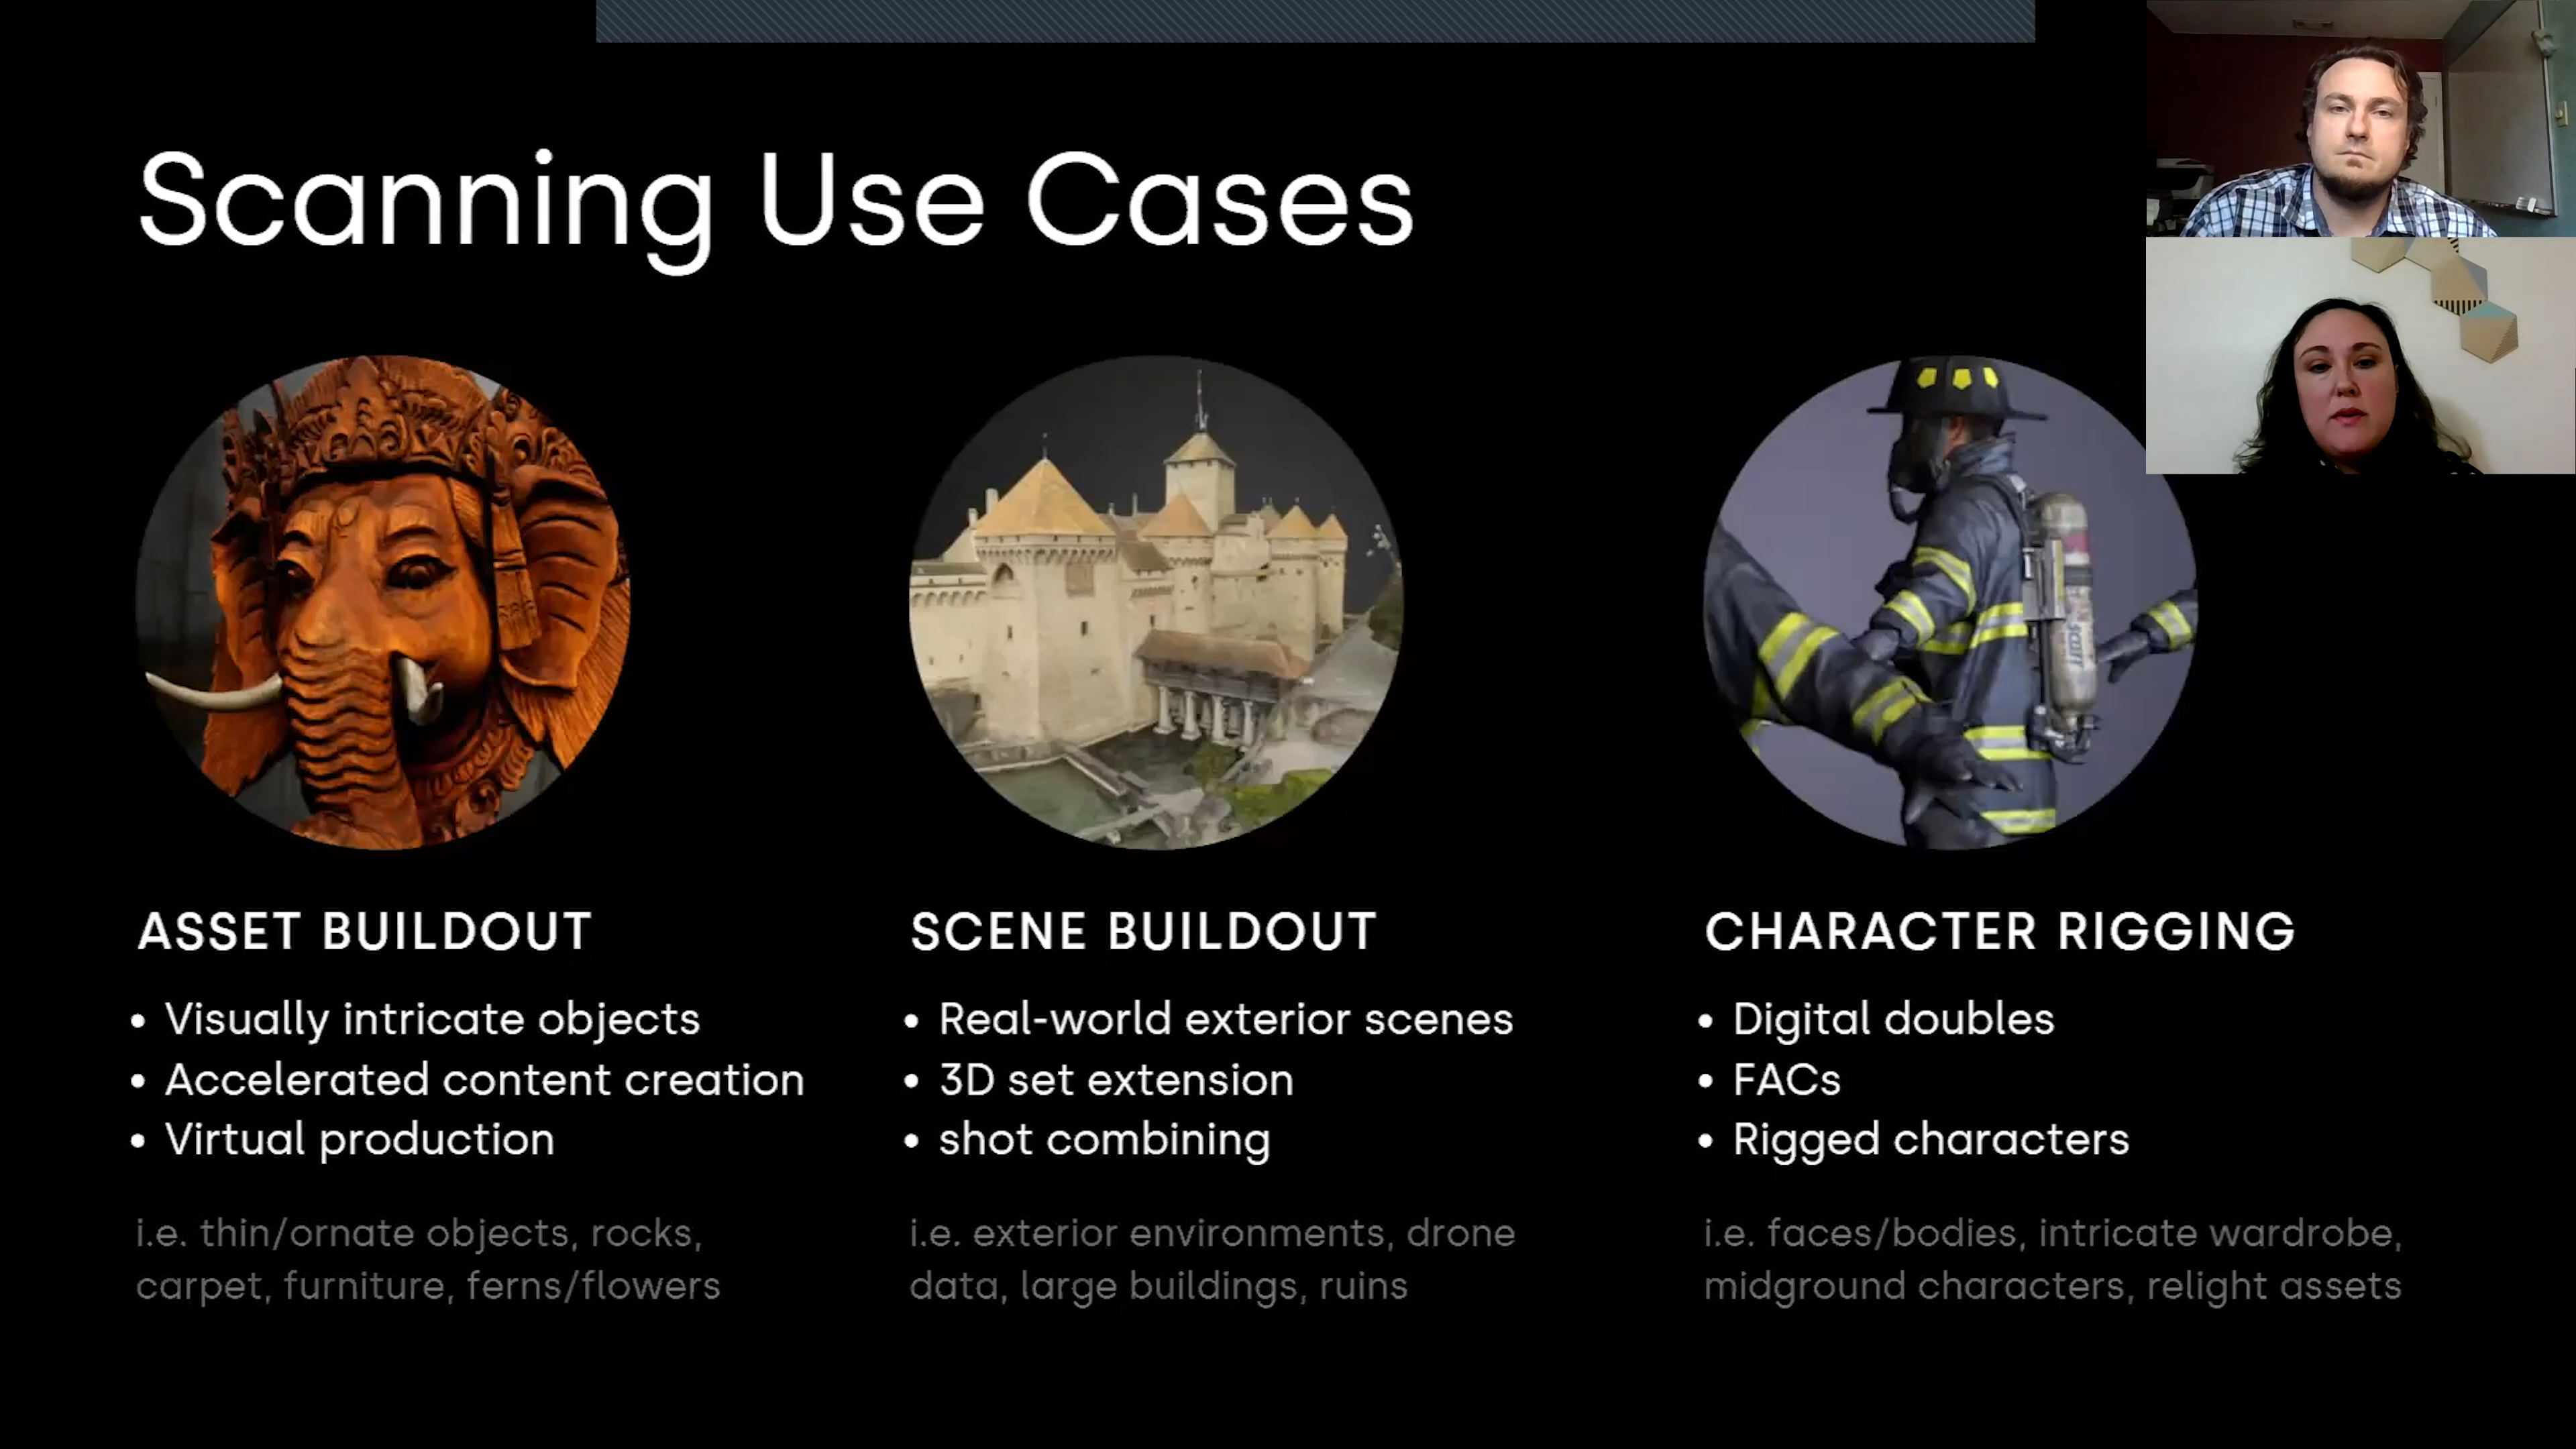 Scanning Use Cases
ASSET BUILDOUT
• Visually intricate objects
• Accelerated content creation
• Virtual production
i.e. thin/ornate objects, rocks,
carpet, furniture, ferns/flowers
SCENE BUILDOUT
• Real-world exterior scenes
• 3D set extension
• shot combining
i.e. exterior environments, drone
data, large buildings, ruins
SCOTT
CHARACTER RIGGING
• Digital doubles
• FACs
• Rigged characters
i.e. faces/bodies, intricate wardrobe,
midground characters, relight assets